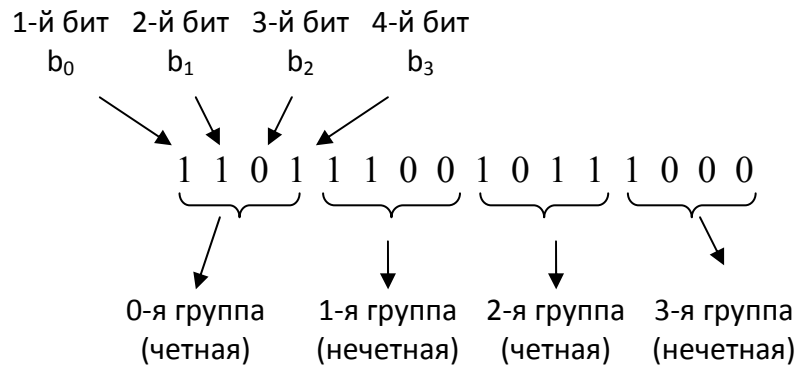 1-й бит 2-й бит 3-й бит 4-й бит
b₀ b₁ b₂ b₃
1 1 0 1 1 1 0 0 1 0 1 1 1 0 0 0
0-я группа 1-я группа 2-я группа 3-я группа
(четная) (нечетная) (четная) (нечетная)